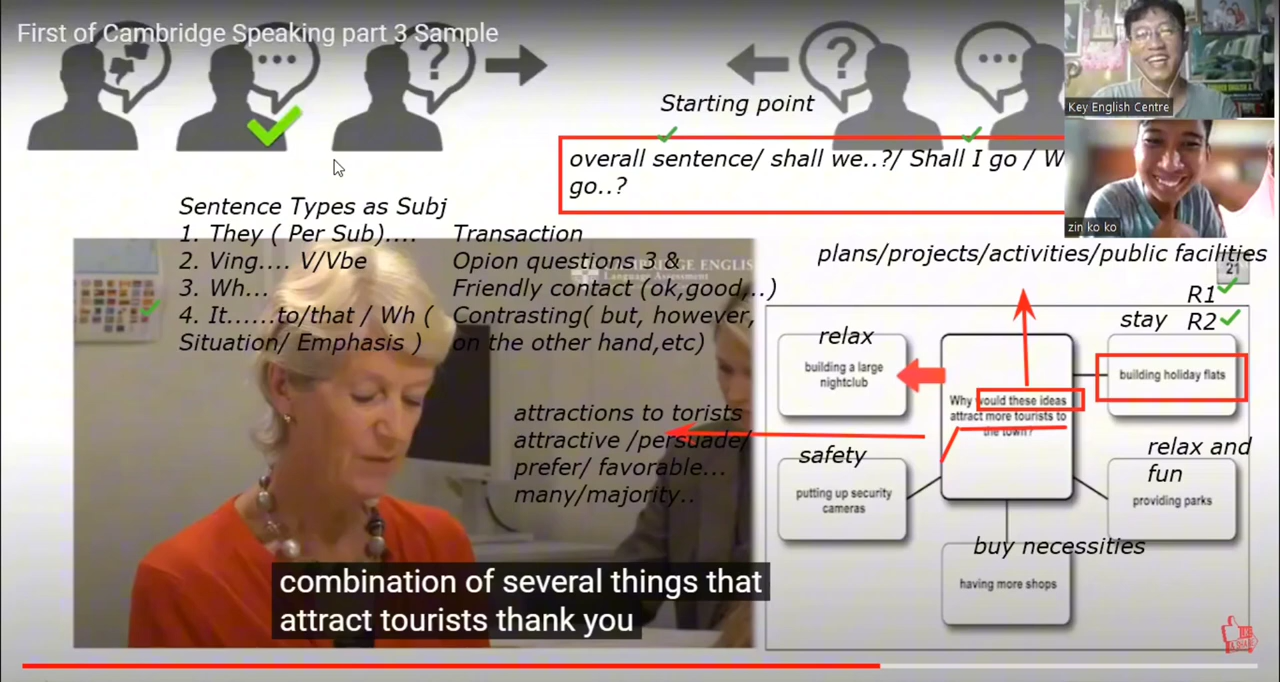 First of Cambridge Speaking part 3 Sample
Key English Centre
zin ko ko
Starting point
overall sentence/ shall we..?/ Shall I go / W
go..?
Sentence Types as Subj
1. They ( Per Sub)....
2. Ving.... V/Vbe
3. Wh...
4. It......to/that / Wh (
Situation/ Emphasis )
Transaction
Opion questions 3 &
Friendly contact (ok,good,..)
Contrasting( but, however,
on the other hand,etc)
CAMBRIDGE ENGLIS
Language Assessment
attractions to torists
attractive /persuade/
prefer/ favorable...
many/majority..
plans/projects/activities/public facilities
21
R1
R2
relax
building a large
nightclub
stay
building holiday flats
Why would these ideas
attract more tourists to
the town?
safety
putting up security
cameras
relax and
fun
providing parks
buy necessities
having more shops
combination of several things that
attract tourists thank you